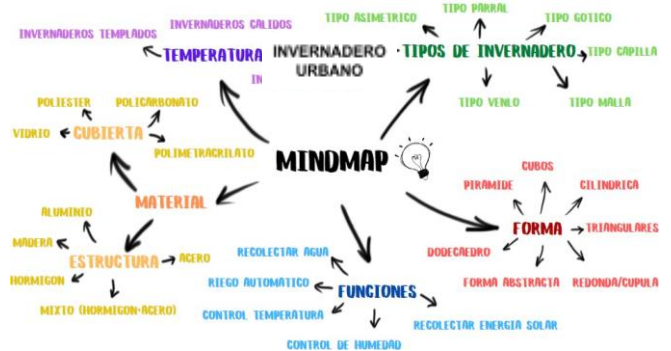 TIPO PARRAL
TIPO ASIMETRICO
TIPO GOTICO
INVERNADEROS CALIDOS
INVERNADEROS TEMPLADOS
TEMPERATURA
INVERNADERO
URBANO
TIPOS DE INVERNADERO
TIPO CAPILLA
IN
TIPO VENLO
TIPO MALLA
POLIESTER
POLICARBONATO
VIDRIO
CUBIERTA
POLIMETRACRILATO
MINDMAP
CUBOS
PIRAMIDE
CILINDRICA
MATERIAL
ALUMINIO
FORMA
TRIANGULARES
MADERA
ESTRUCTURA
ACERO
RECOLECTAR AGUA
DODECAEDRO
HORMIGON
RIEGO AUTOMATICO
FUNCIONES
FORMA ABSTRACTA
REDONDA/CUPULA
MIXTO (HORMIGON+ACERO)
CONTROL TEMPERATURA
RECOLECTAR ENERGIA SOLAR
CONTROL DE HUMEDAD